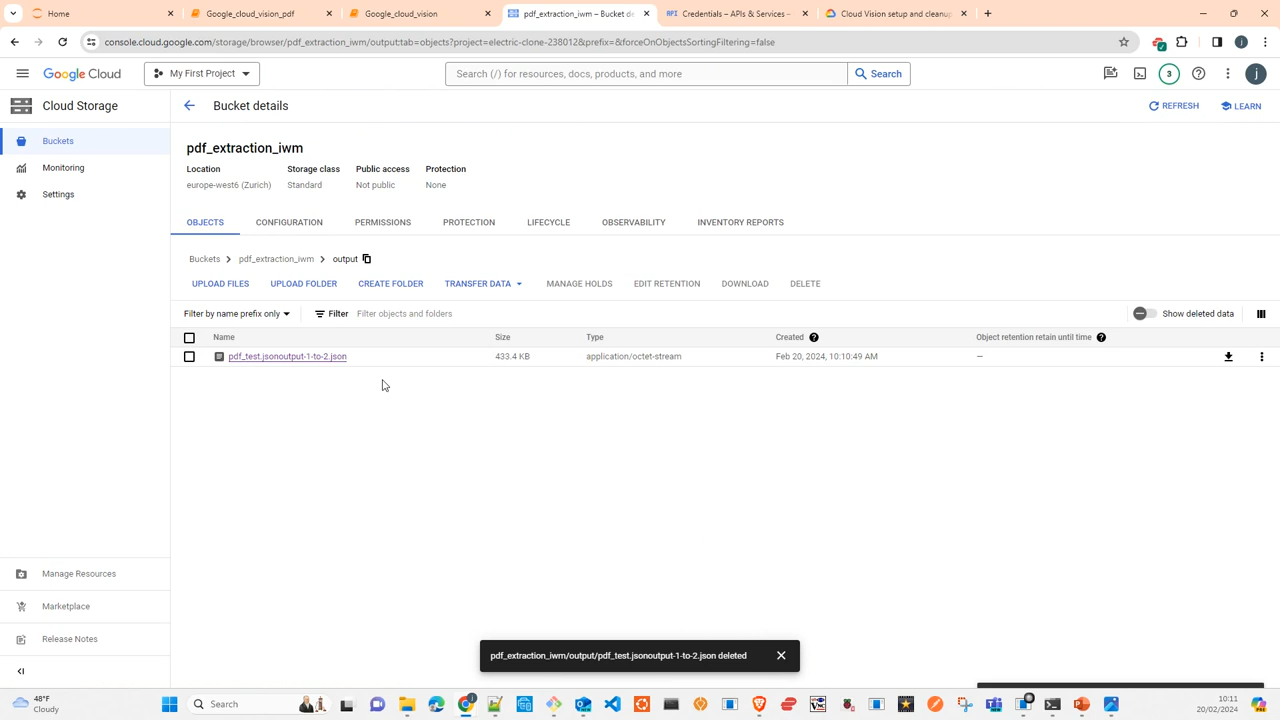 Home
Google_cloud_vision_pdf
Google_cloud_vision
pdf_extraction_iwm – Bucket de
API Credentials – APIs & Services –
Cloud Vision setup and cleanup
console.cloud.google.com/storage/browser/pdf_extraction_iwm/output;tab=objects?project=electric-clone-238012&prefix=&forceOnObjectsSortingFiltering=false
Google Cloud
My First Project
Search (/) for resources, docs, products, and more
Search
3
j
Cloud Storage
Bucket details
REFRESH
LEARN
Buckets
Monitoring
Settings
pdf_extraction_iwm
Location Storage class Public access Protection
europe-west6 (Zurich) Standard Not public None
OBJECTS CONFIGURATION PERMISSIONS PROTECTION LIFECYCLE OBSERVABILITY INVENTORY REPORTS
Buckets pdf_extraction_iwm output
UPLOAD FILES UPLOAD FOLDER CREATE FOLDER TRANSFER DATA MANAGE HOLDS EDIT RETENTION DOWNLOAD DELETE
Filter by name prefix only Filter Filter objects and folders Show deleted data
Name Size Type Created Object retention retain until time
pdf_test.jsonoutput-1-to-2.json 433.4 KB application/octet-stream Feb 20, 2024, 10:10:49 AM —
Manage Resources
Marketplace
Release Notes
pdf_extraction_iwm/output/pdf_test.jsonoutput-1-to-2.json deleted
48°F
Cloudy
Search
10:11
20/02/2024